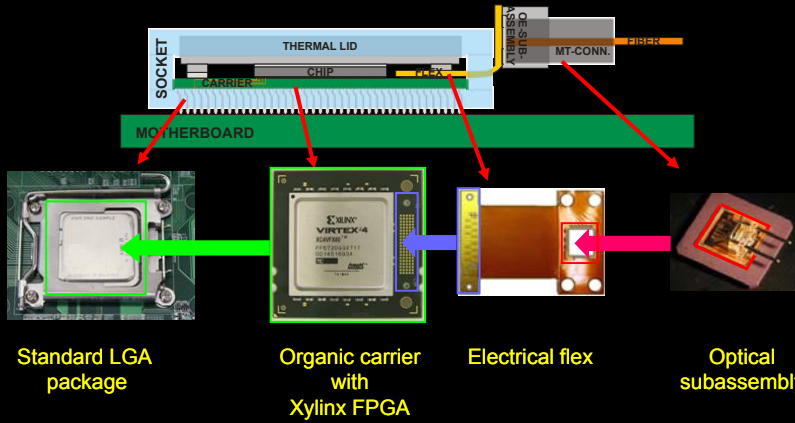 SOCKET
THERMAL LID
CHIP
CARRIER
FLEX
OE-SUB-
ASSEMBLY
MT-CONN.
FIBER
MOTHERBOARD
XILINX®
VIRTEX®4
XC4VFX60™
Standard LGA
package
Organic carrier
with
Xylinx FPGA
Electrical flex
Optical
subassembl